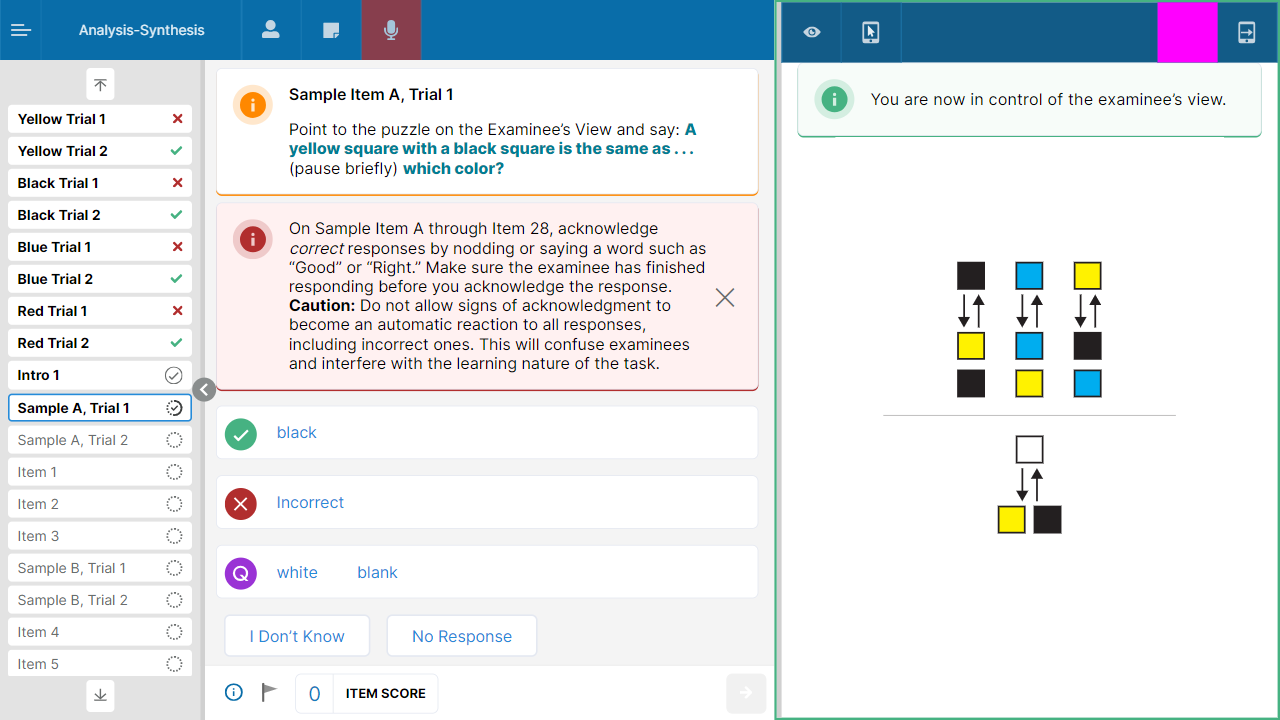 Analysis-Synthesis
Yellow Trial 1
Yellow Trial 2
Black Trial 1
Black Trial 2
Blue Trial 1
Blue Trial 2
Red Trial 1
Red Trial 2
Intro 1
Sample A, Trial 1
Sample A, Trial 2
Item 1
Item 2
Item 3
Sample B, Trial 1
Sample B, Trial 2
Item 4
Item 5
Sample Item A, Trial 1
Point to the puzzle on the Examinee's View and say: A
yellow square with a black square is the same as . . .
(pause briefly) which color?
On Sample Item A through Item 28, acknowledge
correct responses by nodding or saying a word such as
“Good” or “Right.” Make sure the examinee has finished
responding before you acknowledge the response.
Caution: Do not allow signs of acknowledgment to
become an automatic reaction to all responses,
including incorrect ones. This will confuse examinees
and interfere with the learning nature of the task.
black
Incorrect
Q white blank
I Don't Know No Response
0 ITEM SCORE
You are now in control of the examinee's view.